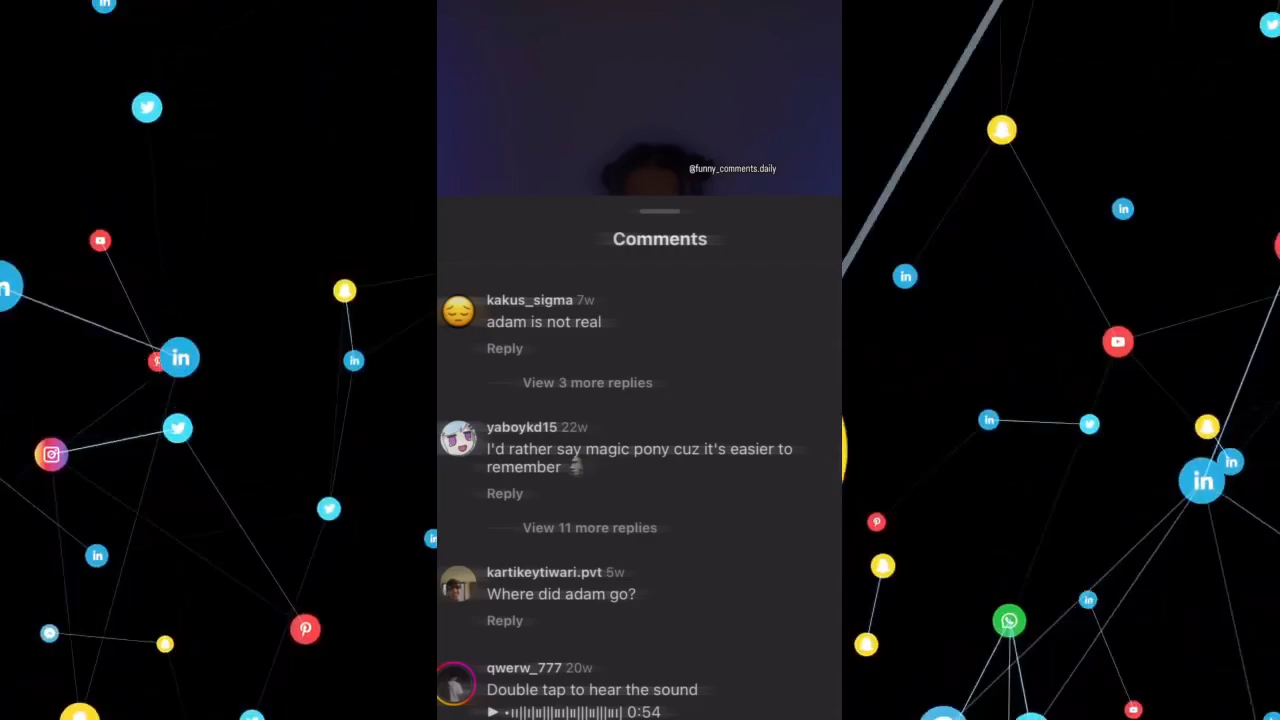 @funny_comments.daily
Comments
kakus_sigma 7w
adam is not real
Reply
View 3 more replies
yaboykd15 22w
I'd rather say magic pony cuz it's easier to
remember 🗿
Reply
View 11 more replies
kartikeytiwari.pvt 5w
Where did adam go?
Reply
qwerw_777 20w
Double tap to hear the sound
0:54